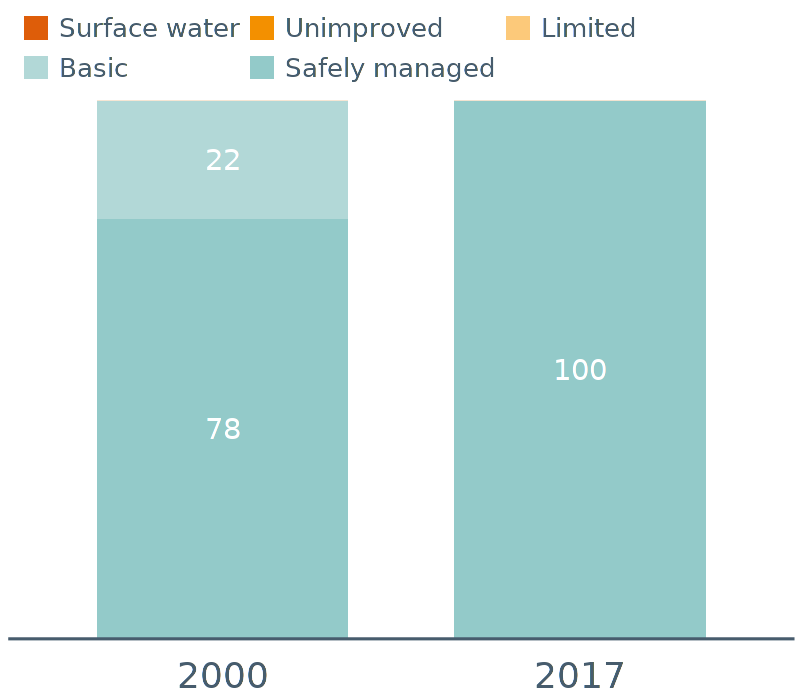 Surface water Unimproved Limited
Basic Safely managed
22
78
100
2000 2017